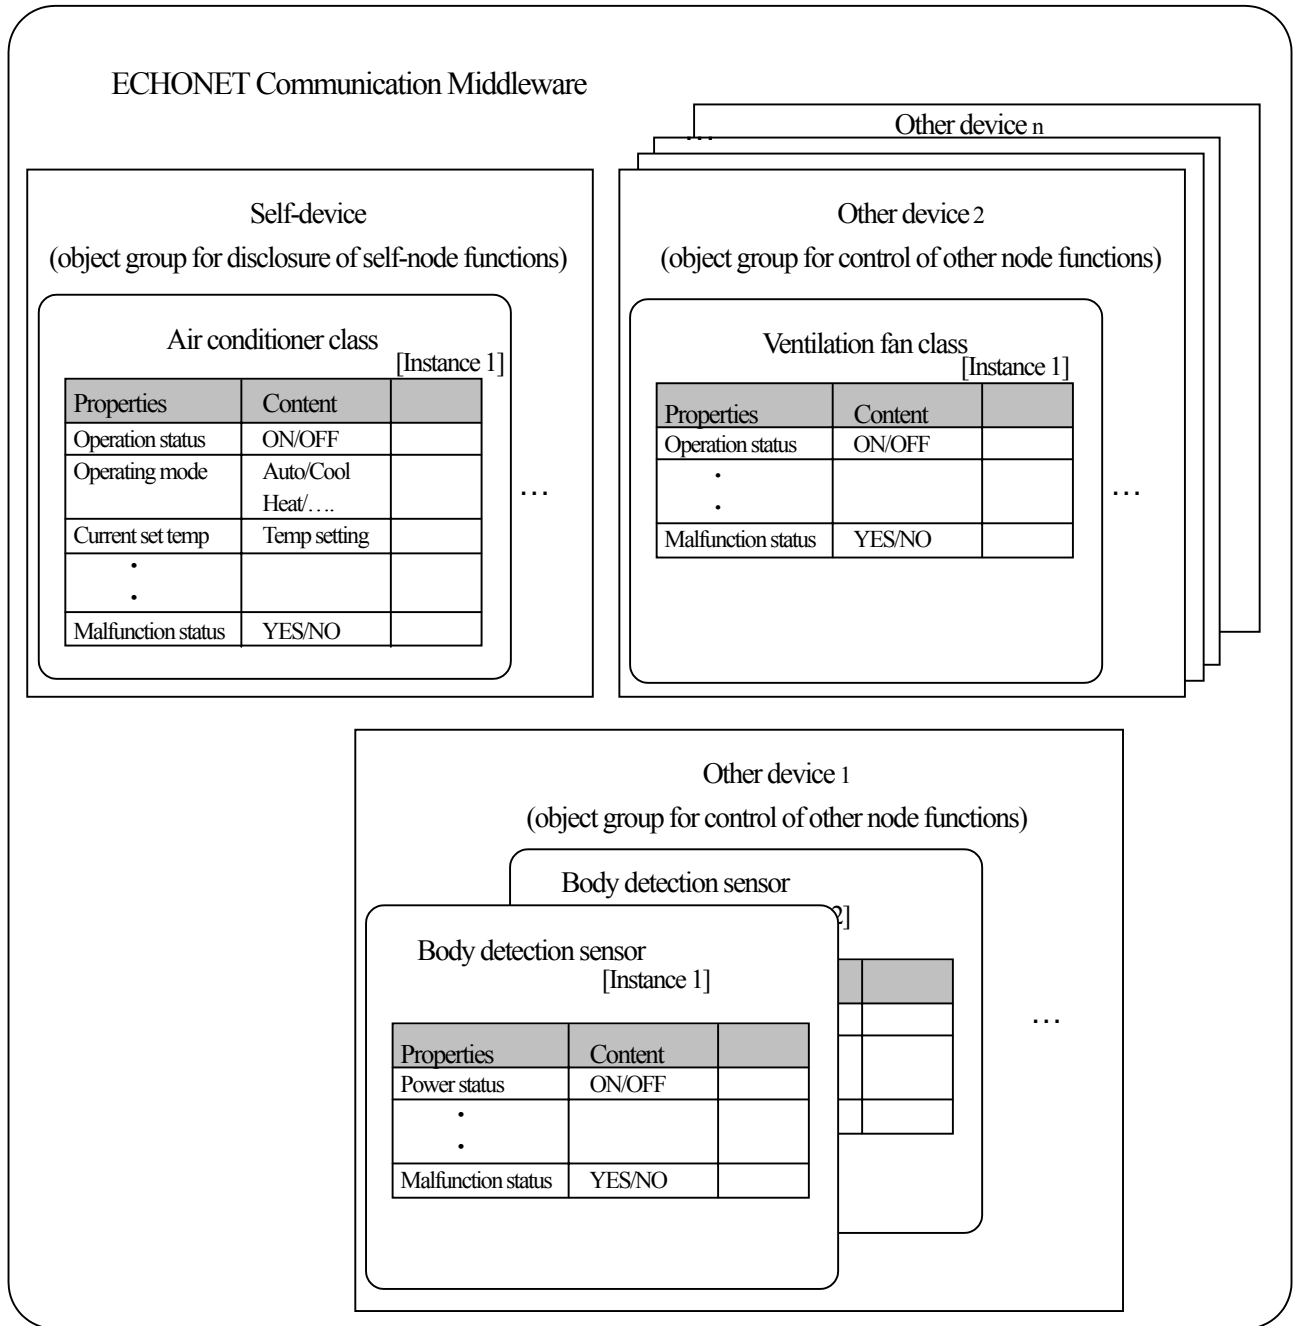 ECHONET Communication Middleware
Other device n
…
Self-device
(object group for disclosure of self-node functions)
Air conditioner class
[Instance 1]
Properties Content
Operation status ON/OFF
Operating mode Auto/Cool
Heat/….
Current set temp Temp setting
・
・
Malfunction status YES/NO
…
Other device 2
(object group for control of other node functions)
Ventilation fan class
[Instance 1]
Properties Content
Operation status ON/OFF
・
・
Malfunction status YES/NO
…
Other device 1
(object group for control of other node functions)
Body detection sensor
2]
Body detection sensor
[Instance 1]
Properties Content
Power status ON/OFF
・
・
Malfunction status YES/NO
…